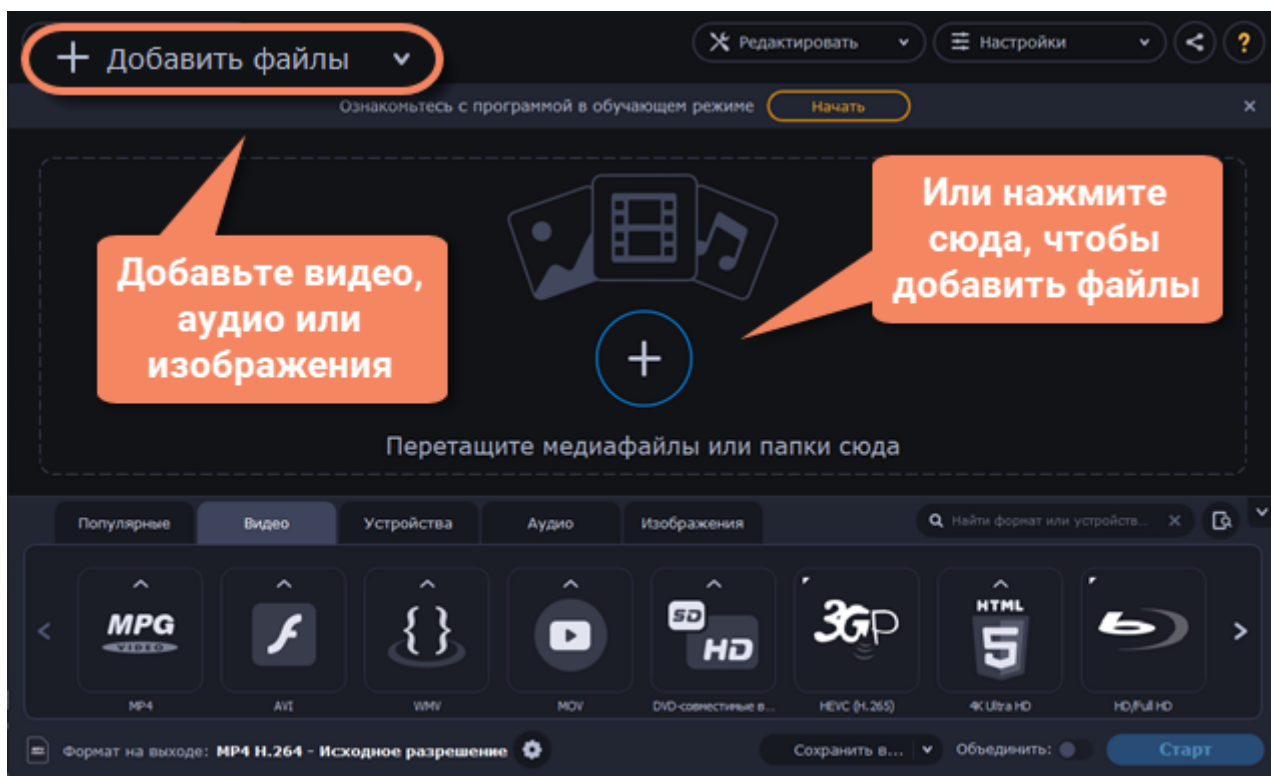 Добавить файлы
Редактировать
Настройки
?
Ознакомьтесь с программой в обучающем режиме
Начать
Добавьте видео,
аудио или
изображения
Или нажмите
сюда, чтобы
добавить файлы
Перетащите медиафайлы или папки сюда
Популярные
Видео
Устройства
Аудио
Изображения
Найти формат или устройств...
MPG
VIDEO
SD
HD
3GP
HTML
5
MP4
AVI
WMV
MOV
DVD-совместимые в...
HEVC (H.265)
4K Ultra HD
HD/Full HD
Формат на выходе: MP4 H.264 - Исходное разрешение
Сохранить в...
Объединить:
Старт